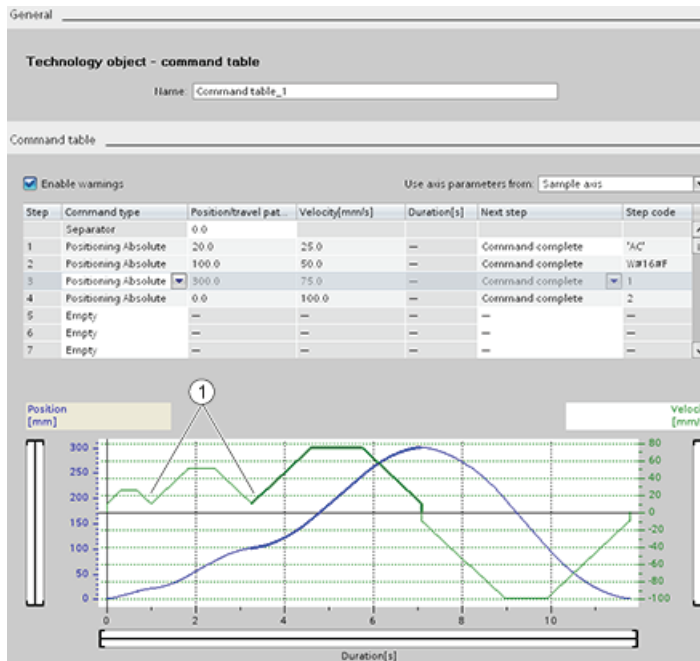 General
Technology object - command table
Name: Command table_1
Command table
Enable warnings Use axis parameters from: Sample axis
Step Command type Position/travel pat... Velocity[mm/s] Duration[s] Next step Step code
Separator 0.0
1 Positioning Absolute 20.0 25.0 — Command complete "AC"
2 Positioning Absolute 100.0 50.0 — Command complete W#16#F
3 Positioning Absolute 300.0 75.0 — Command complete 1
4 Positioning Absolute 0.0 100.0 — Command complete 2
5 Empty — — — — —
6 Empty — — — — —
7 Empty — — — — —
1
Position Veloci
[mm] [mm/
300 80
250 60
200 40
150 20
100 0
50 -20
0 -40
-60
-80
-100
0 2 4 6 8 10
Duration[s]